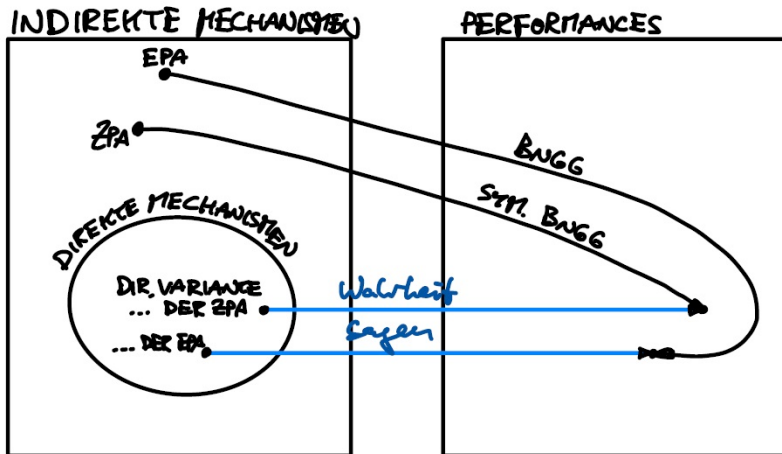 INDIREKTE MECHANISMEN
PERFORMANCES
EPA
ZPA
BNGG
SYM. BNGG
DIREKTE MECHANISMEN
DIR. VARIANTE
... DER ZPA
... DER EPA
Wahrheit
sagen